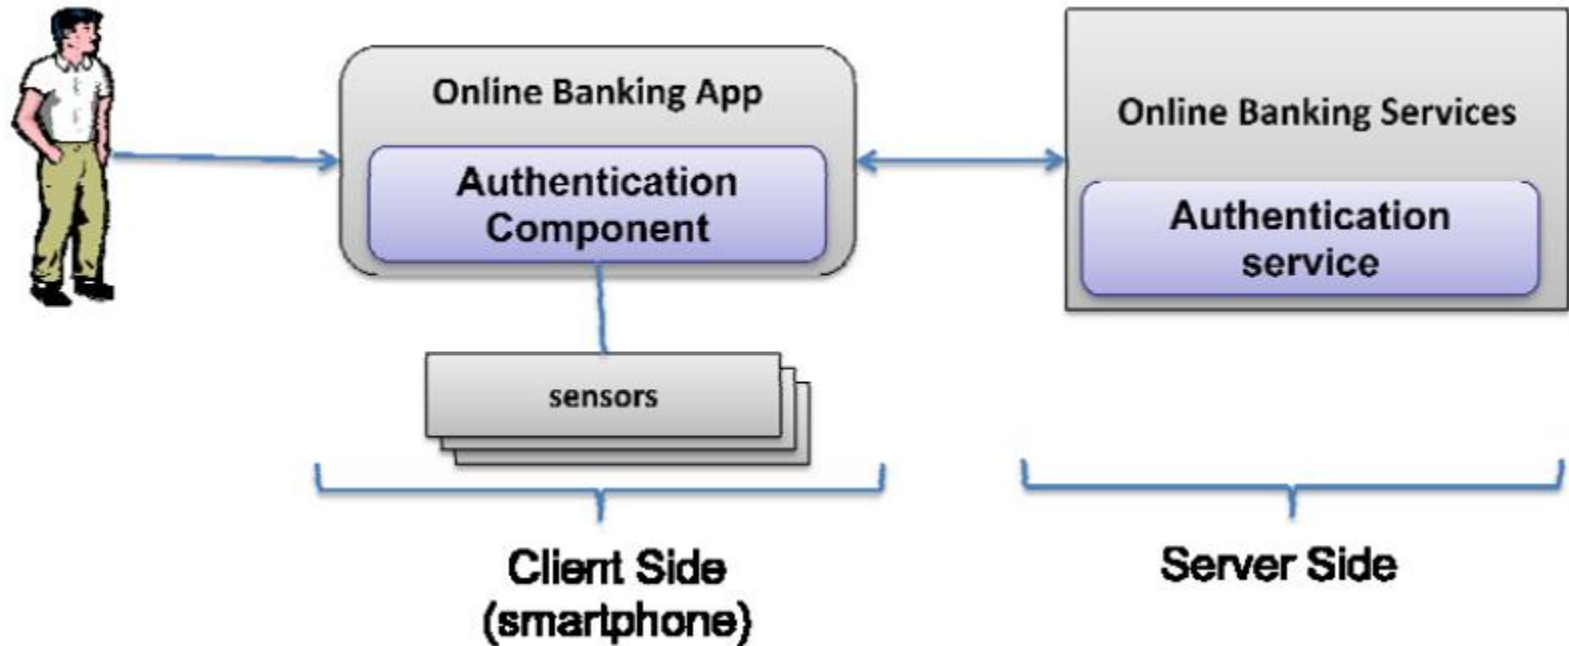 Online Banking App
Authentication
Component
sensors
Client Side
(smartphone)
Online Banking Services
Authentication
service
Server Side